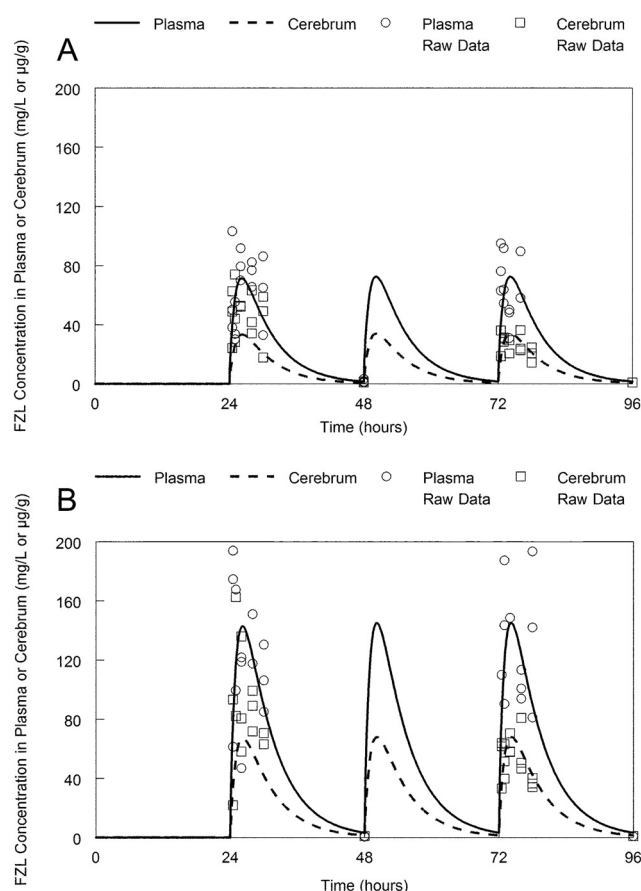 Plasma Cerebrum Plasma Cerebrum
Raw Data Raw Data
A
FZL Concentration in Plasma or Cerebrum (mg/L or µg/g)
200
160
120
80
40
0
0 24 48 72 96
Time (hours)
Plasma Cerebrum Plasma Cerebrum
Raw Data Raw Data
B
FZL Concentration in Plasma or Cerebrum (mg/L or µg/g)
200
160
120
80
40
0
0 24 48 72 96
Time (hours)